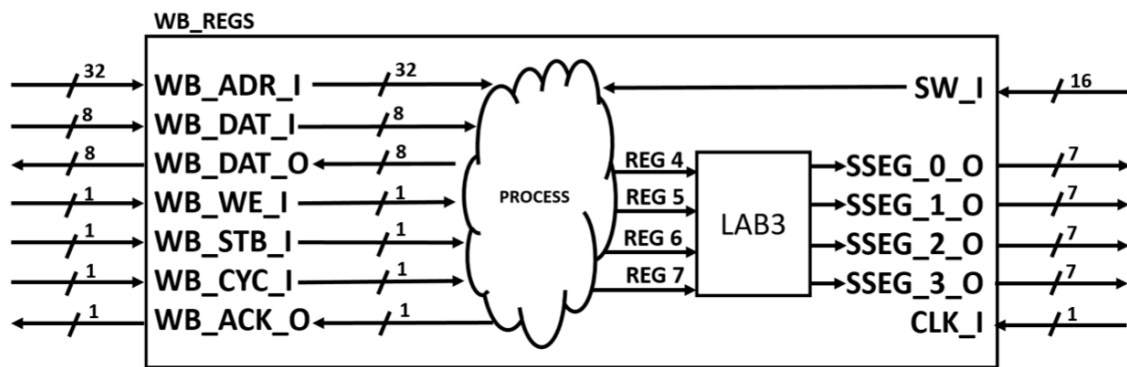 WB_REGS
32 WB_ADR_I 32 SW_I 16
8 WB_DAT_I 8
8 WB_DAT_O 8 REG 4 SSEG_0_O 7
1 WB_WE_I 1 PROCESS REG 5 LAB3 SSEG_1_O 7
1 WB_STB_I 1 REG 6 SSEG_2_O 7
1 WB_CYC_I 1 REG 7 SSEG_3_O 7
1 WB_ACK_O 1 CLK_I 1